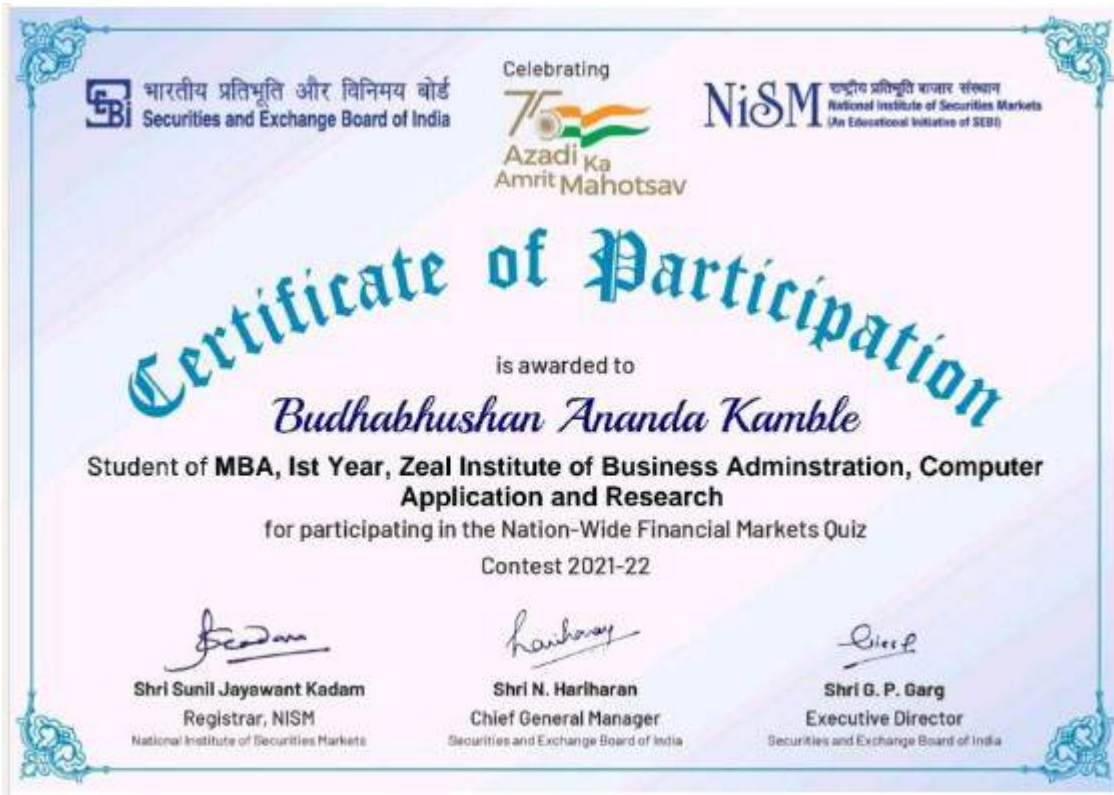 SEBI
भारतीय प्रतिभूति और विनिमय बोर्ड
Securities and Exchange Board of India
Celebrating
75
Azadi Ka
Amrit Mahotsav
NiSM
राष्ट्रीय प्रतिभूति बाजार संस्थान
National Institute of Securities Markets
(An Educational Initiative of SEBI)
Certificate of Participation
is awarded to
Budhabhushan Ananda Kamble
Student of MBA, Ist Year, Zeal Institute of Business Adminstration, Computer
Application and Research
for participating in the Nation-Wide Financial Markets Quiz
Contest 2021-22
Shri Sunil Jayawant Kadam
Registrar, NISM
National Institute of Securities Markets
Shri N. Hariharan
Chief General Manager
Securities and Exchange Board of India
Shri G. P. Garg
Executive Director
Securities and Exchange Board of India